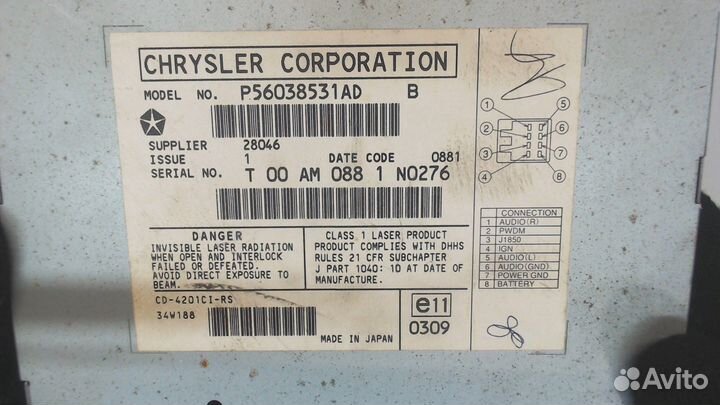 CHRYSLER CORPORATION
MODEL NO. P56038531AD B
SUPPLIER 28046
ISSUE 1 DATE CODE 0881
SERIAL NO. T 00 AM 088 1 N0276
DANGER
INVISIBLE LASER RADIATION
WHEN OPEN AND INTERLOCK
FAILED OR DEFEATED.
AVOID DIRECT EXPOSURE TO
BEAM.
CLASS 1 LASER PRODUCT
PRODUCT COMPLIES WITH DHHS
RULES 21 CFR SUBCHAPTER
J PART 1040: 10 AT DATE OF
MANUFACTURE.
CD-4201CI-RS
34W188
MADE IN JAPAN
e11
0309
1 5
2 6
3 7
4 8
CONNECTION
1 AUDIO(R)
2 PWDM
3 J1850
4 IGN
5 AUDIO(L)
6 AUDIO(GND)
7 POWER GND
8 BATTERY
Avito